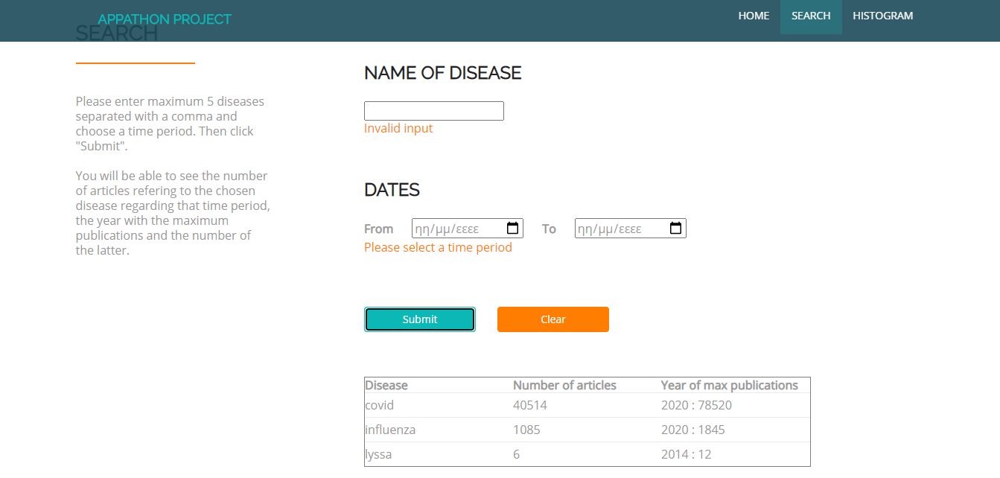 APPATHON PROJECT
HOME SEARCH HISTOGRAM
SEARCH
Please enter maximum 5 diseases
separated with a comma and
choose a time period. Then click
"Submit".
You will be able to see the number
of articles refering to the chosen
disease regarding that time period,
the year with the maximum
publications and the number of
the latter.
NAME OF DISEASE
Invalid input
DATES
From ηη/μμ/εεεε To ηη/μμ/εεεε
Please select a time period
Submit Clear
Disease Number of articles Year of max publications
covid 40514 2020 : 78520
influenza 1085 2020 : 1845
lyssa 6 2014 : 12